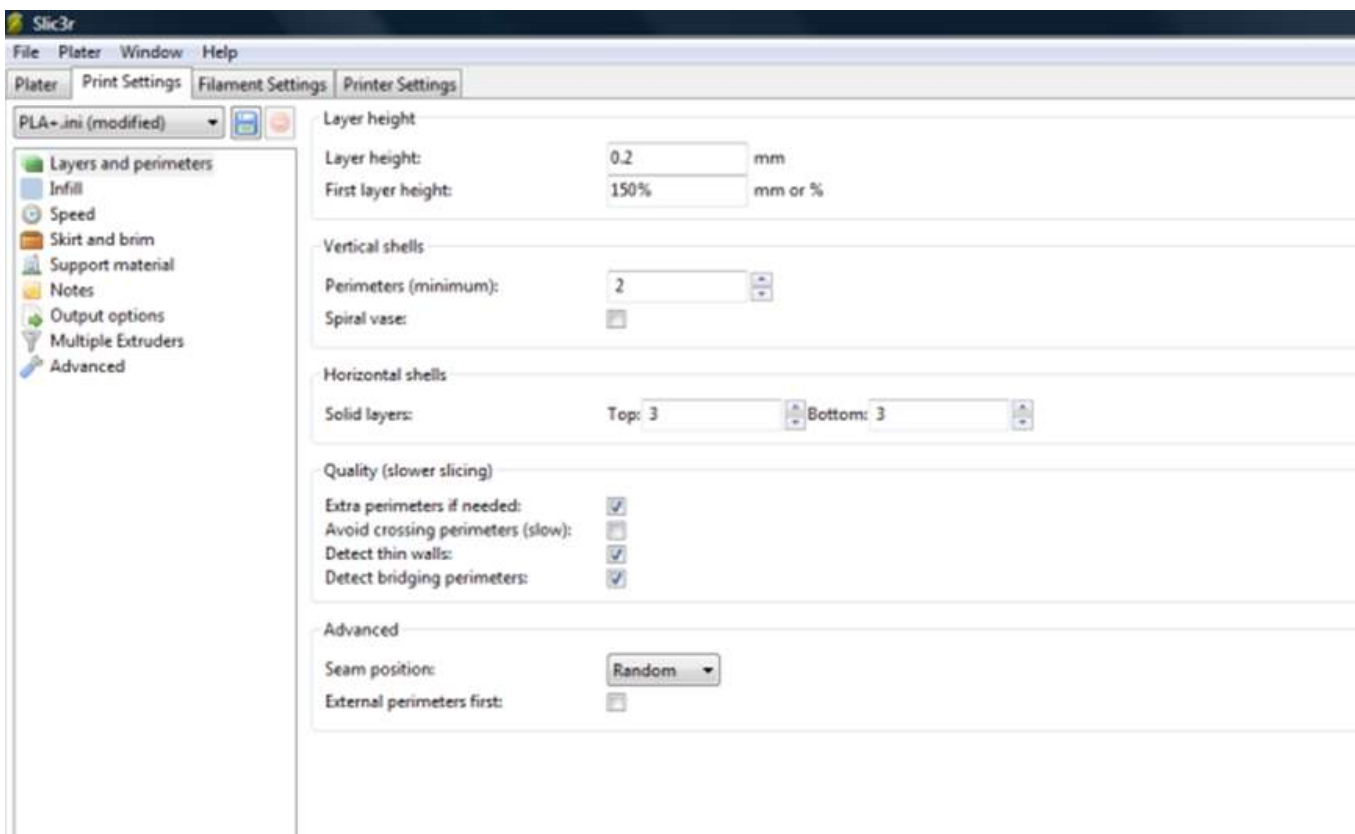 Slic3r
File Plater Window Help
Plater Print Settings Filament Settings Printer Settings
PLA+.ini (modified)
Layers and perimeters
Infill
Speed
Skirt and brim
Support material
Notes
Output options
Multiple Extruders
Advanced
Layer height
Layer height: 0.2 mm
First layer height: 150% mm or %
Vertical shells
Perimeters (minimum): 2
Spiral vase:
Horizontal shells
Solid layers: Top: 3 Bottom: 3
Quality (slower slicing)
Extra perimeters if needed:
Avoid crossing perimeters (slow):
Detect thin walls:
Detect bridging perimeters:
Advanced
Seam position: Random
External perimeters first: